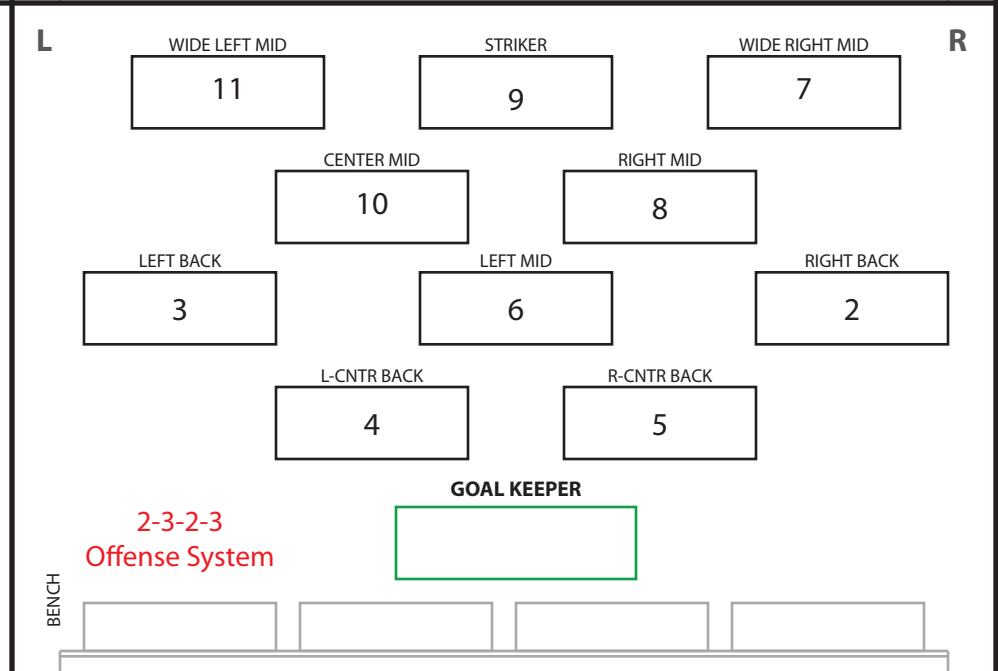 L
R
WIDE LEFT MID
STRIKER
WIDE RIGHT MID
11
9
7
CENTER MID
RIGHT MID
10
8
LEFT BACK
LEFT MID
RIGHT BACK
3
6
2
L-CNTR BACK
R-CNTR BACK
4
5
GOAL KEEPER
2-3-2-3
Offense System
BENCH